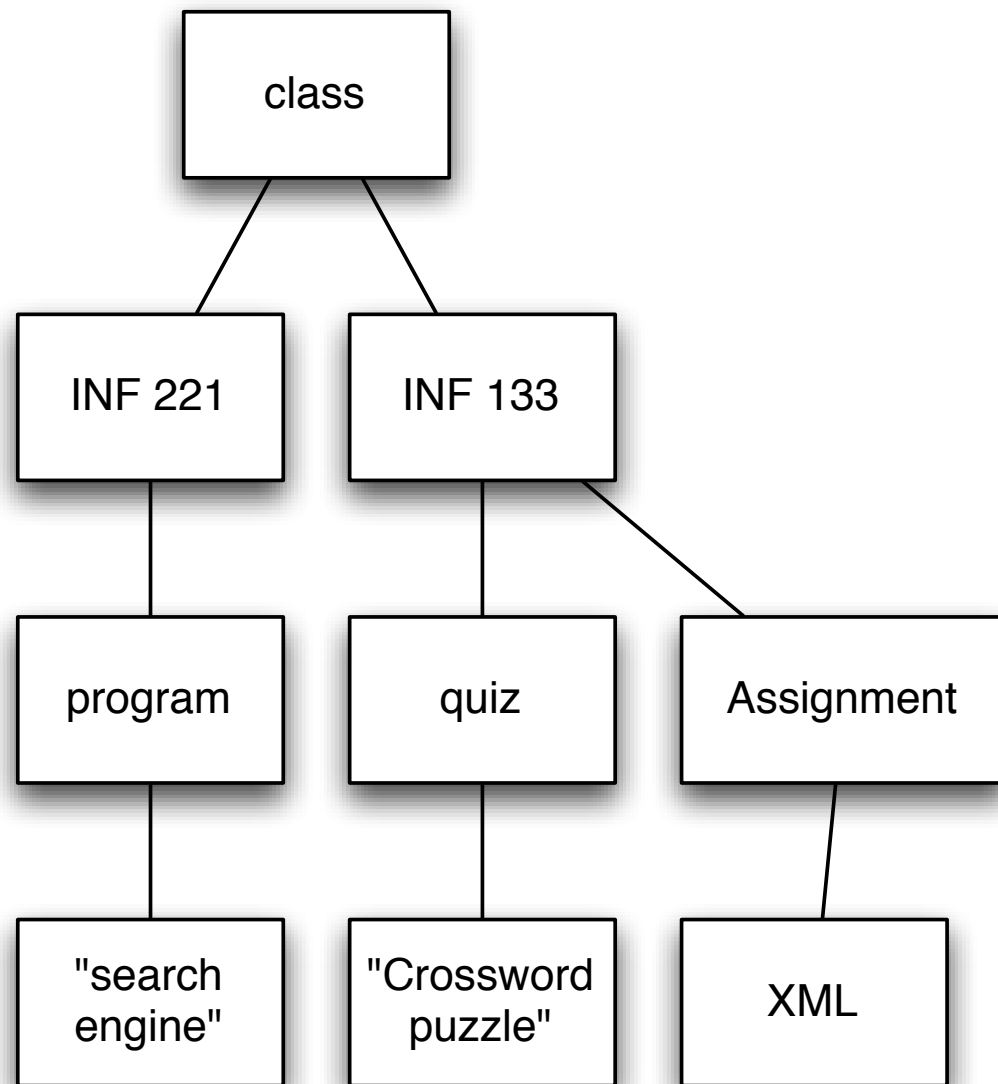 class
INF 221
INF 133
program
quiz
Assignment
"search
engine"
"Crossword
puzzle"
XML